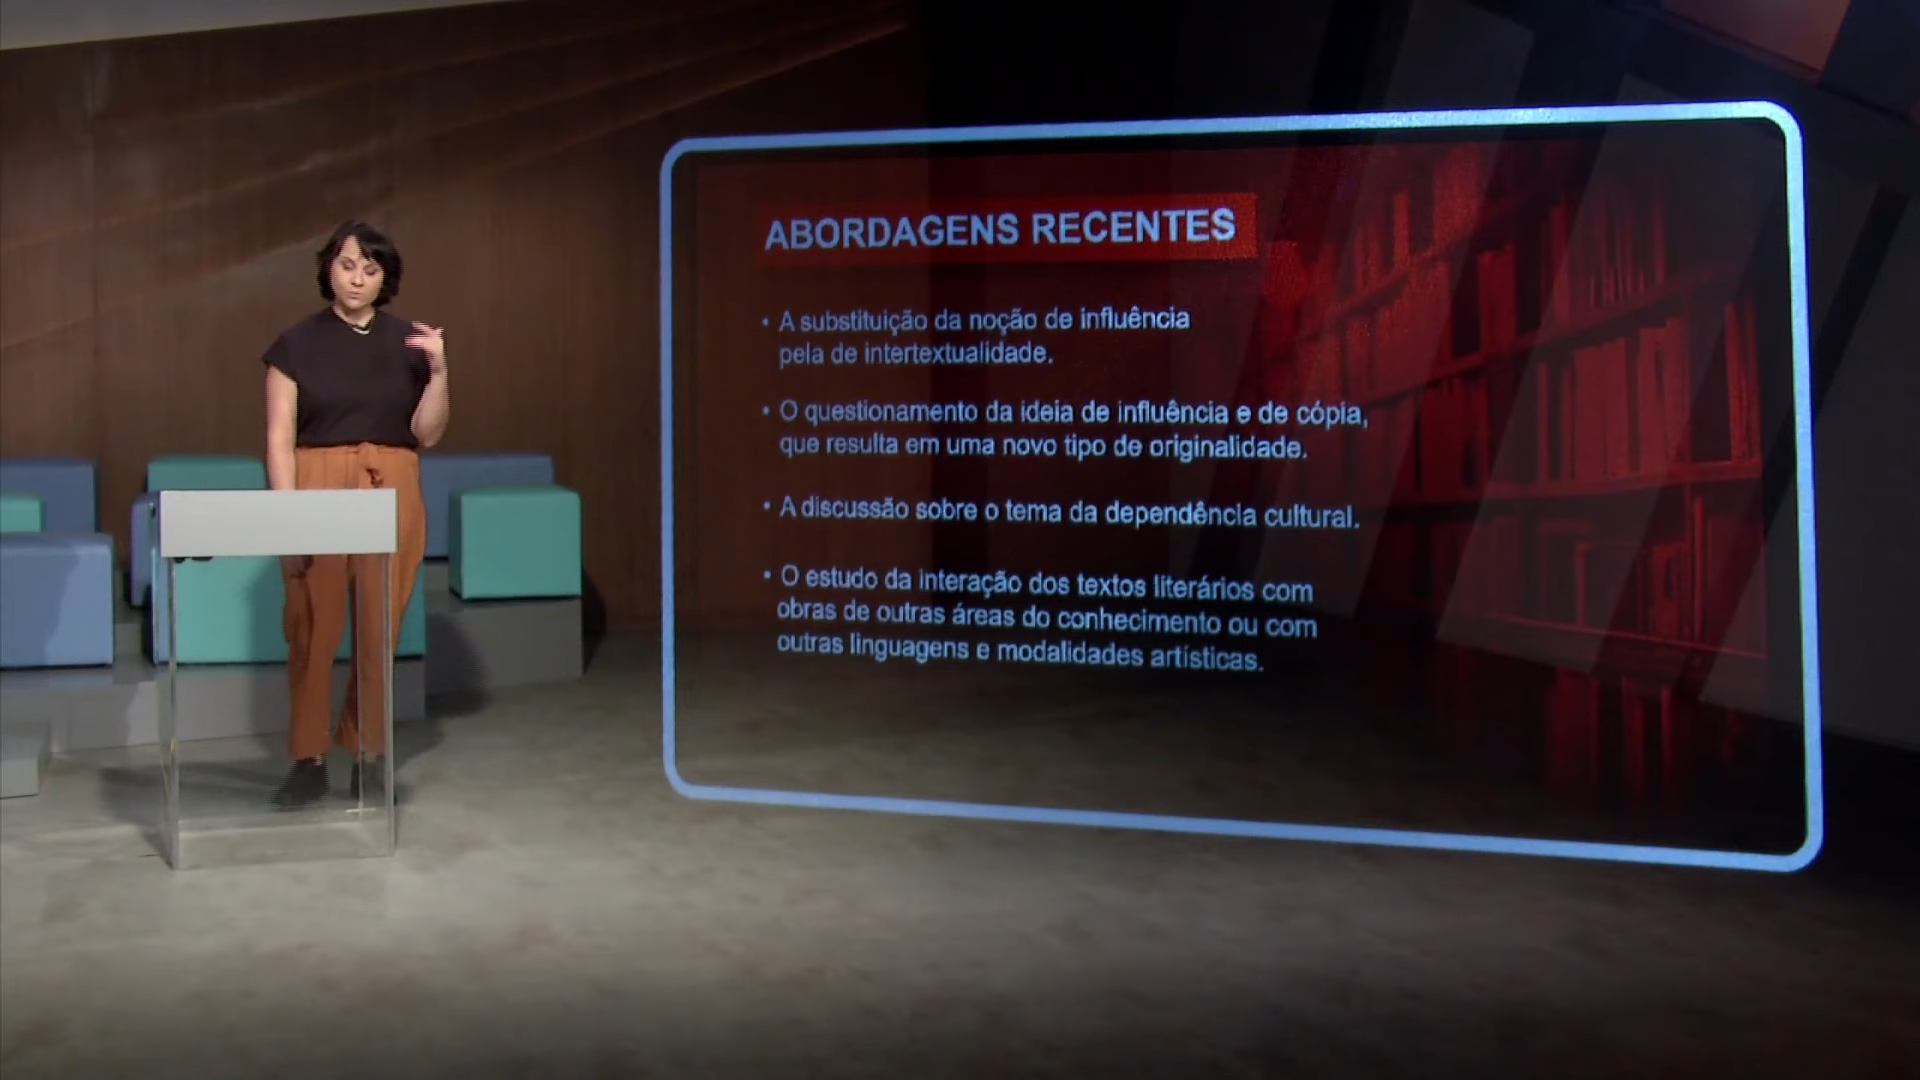 ABORDAGENS RECENTES
• A substituição da noção de influência
pela de intertextualidade.
• O questionamento da ideia de influência e de cópia,
que resulta em uma novo tipo de originalidade.
• A discussão sobre o tema da dependência cultural.
• O estudo da interação dos textos literários com
obras de outras áreas do conhecimento ou com
outras linguagens e modalidades artísticas.